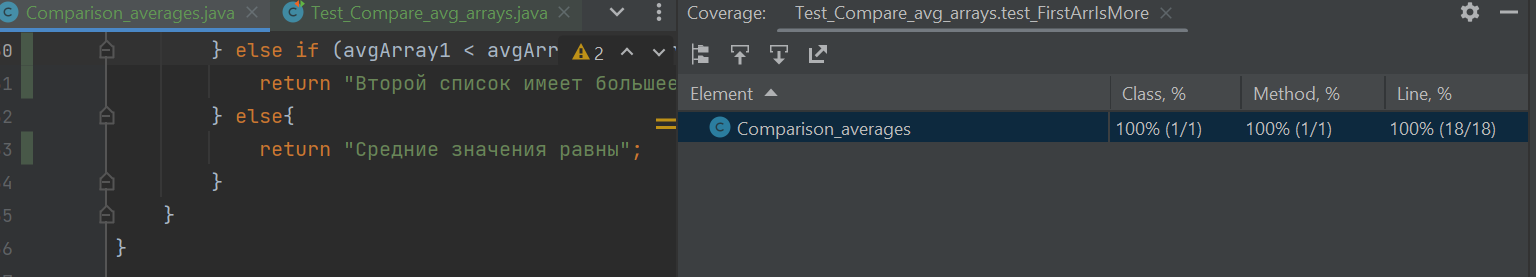 Comparison_averages.java Test_Compare_avg_arrays.java
0 } else if (avgArray1 < avgArr 2
1 return "Второй список имеет большее
2 } else{
3 return "Средние значения равны";
4 }
5 }
6 }
Coverage: Test_Compare_avg_arrays.test_FirstArrIsMore
Element Class, % Method, % Line, %
Comparison_averages 100% (1/1) 100% (1/1) 100% (18/18)